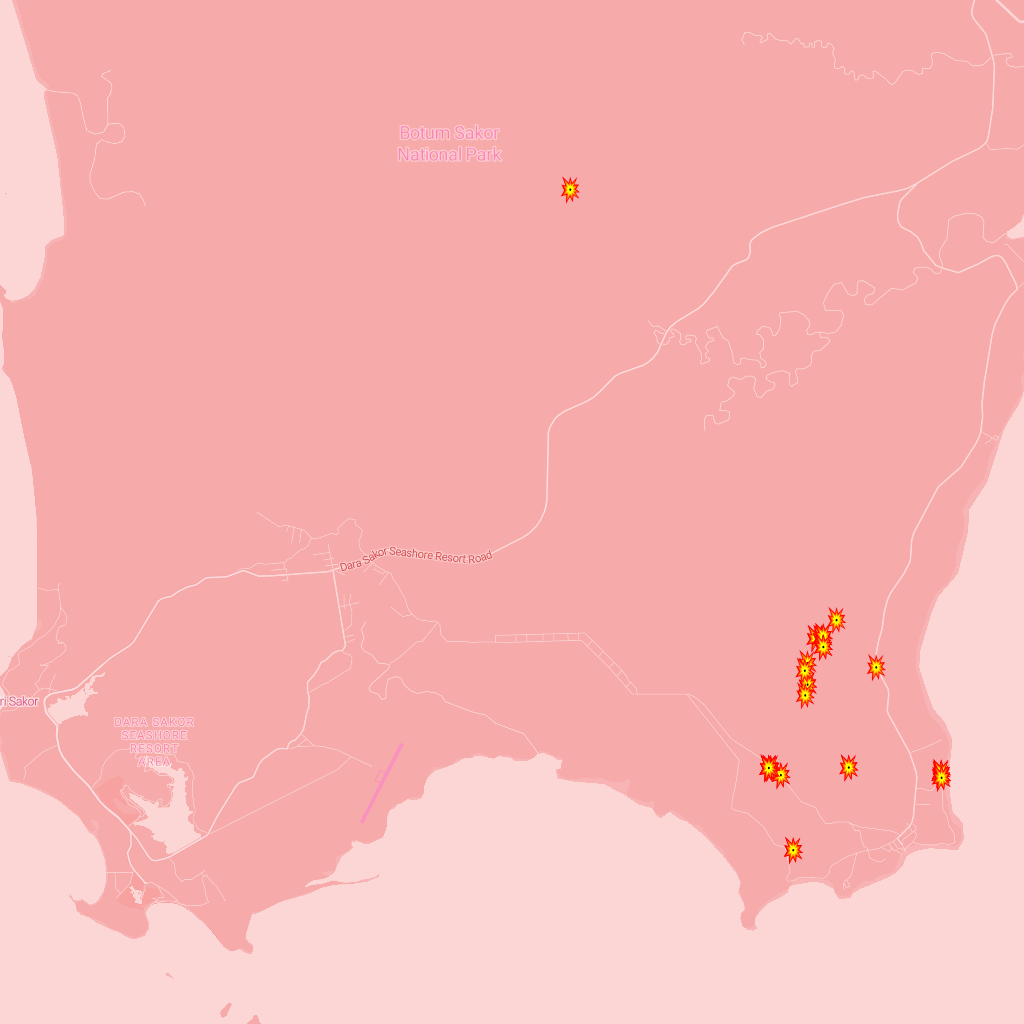 Botum Sakor
National Park
Dara Sakor Seashore Resort Road
ri Sakor
DARA SAKOR
SEASHORE
RESORT
AREA